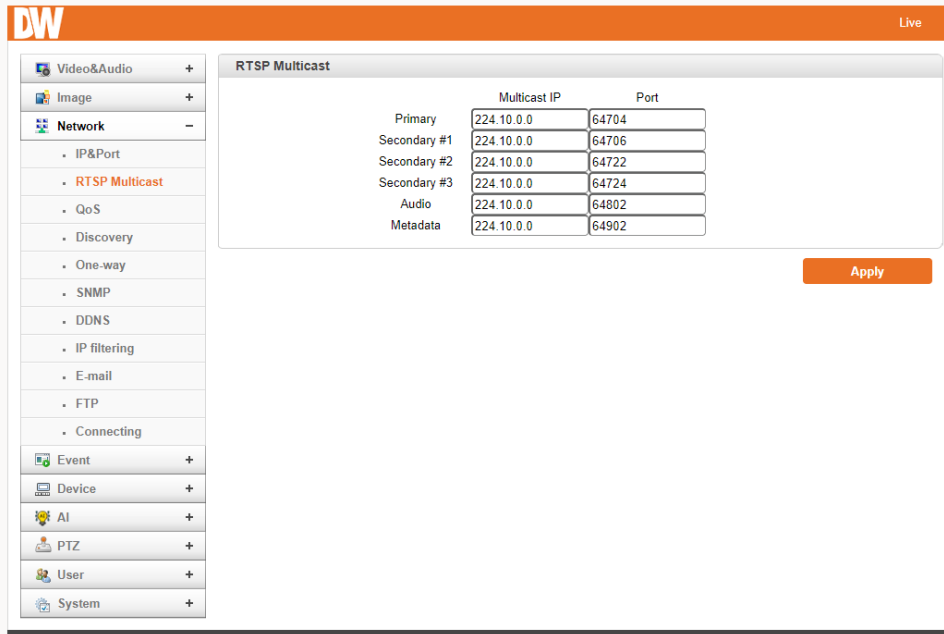 DW
Live
Video&Audio +
Image +
Network −
IP&Port
RTSP Multicast
QoS
Discovery
One-way
SNMP
DDNS
IP filtering
E-mail
FTP
Connecting
Event +
Device +
AI +
PTZ +
User +
System +
RTSP Multicast
Multicast IP Port
Primary 224.10.0.0 64704
Secondary #1 224.10.0.0 64706
Secondary #2 224.10.0.0 64722
Secondary #3 224.10.0.0 64724
Audio 224.10.0.0 64802
Metadata 224.10.0.0 64902
Apply